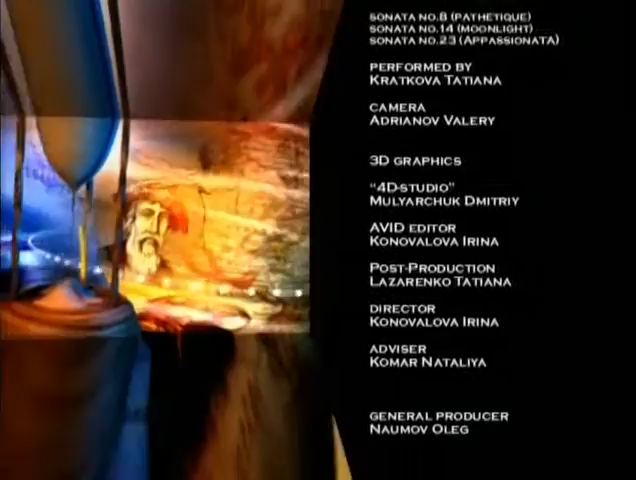 SONATA NO.8 (PATHETIQUE)
SONATA NO.14 (MOONLIGHT)
SONATA NO.23 (APPASSIONATA)
PERFORMED BY
KRATKOVA TATIANA
CAMERA
ADRIANOV VALERY
3D GRAPHICS
"4D-STUDIO"
MULYARCHUK DMITRIY
AVID EDITOR
KONOVALOVA IRINA
POST-PRODUCTION
LAZARENKO TATIANA
DIRECTOR
KONOVALOVA IRINA
ADVISER
KOMAR NATALIYA
GENERAL PRODUCER
NAUMOV OLEG